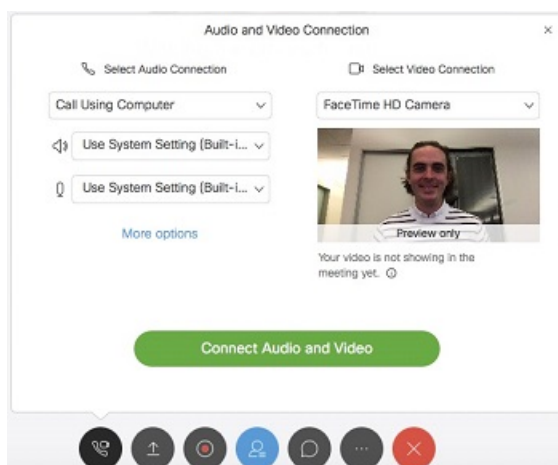 Audio and Video Connection
Select Audio Connection
Select Video Connection
Call Using Computer
FaceTime HD Camera
Use System Setting (Built-i...
Use System Setting (Built-i...
More options
Preview only
Your video is not showing in the
meeting yet.
Connect Audio and Video